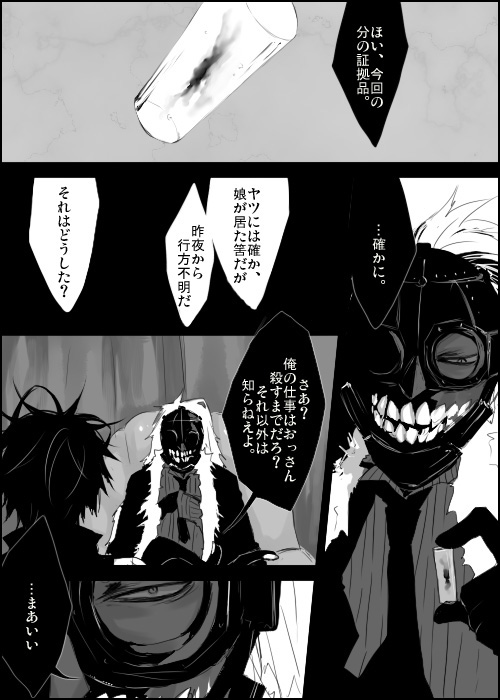 ほい、今回の
分の証拠品。
…確かに。
ヤツには確か、
娘が居た筈だが
昨夜から
行方不明だ
それはどうした？
さあ？
俺の仕事はおっさん
殺すまでだろ？
それ以外は
知らねえよ。
…まあいい